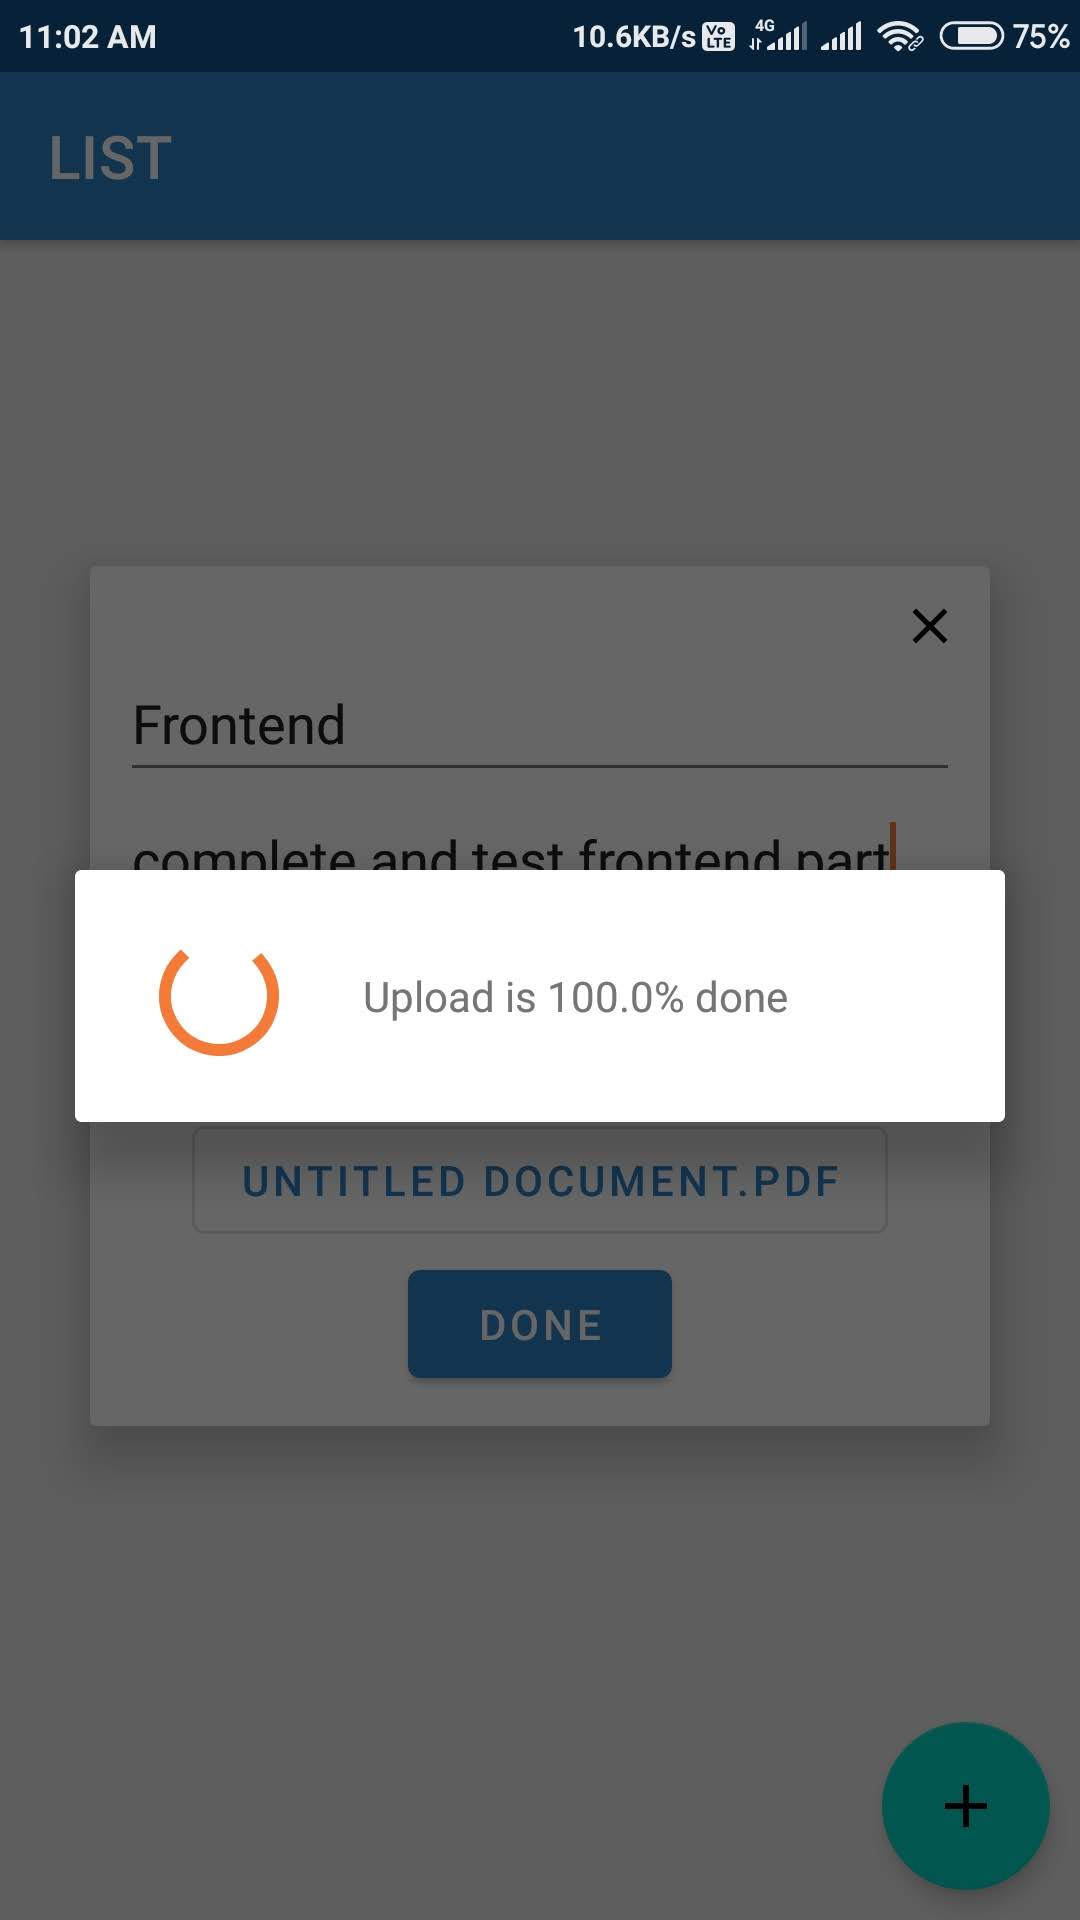 11:02 AM 10.6KB/s Vo LTE 4G 75%
LIST
Frontend
complete and test frontend part
Upload is 100.0% done
UNTITLED DOCUMENT.PDF
DONE